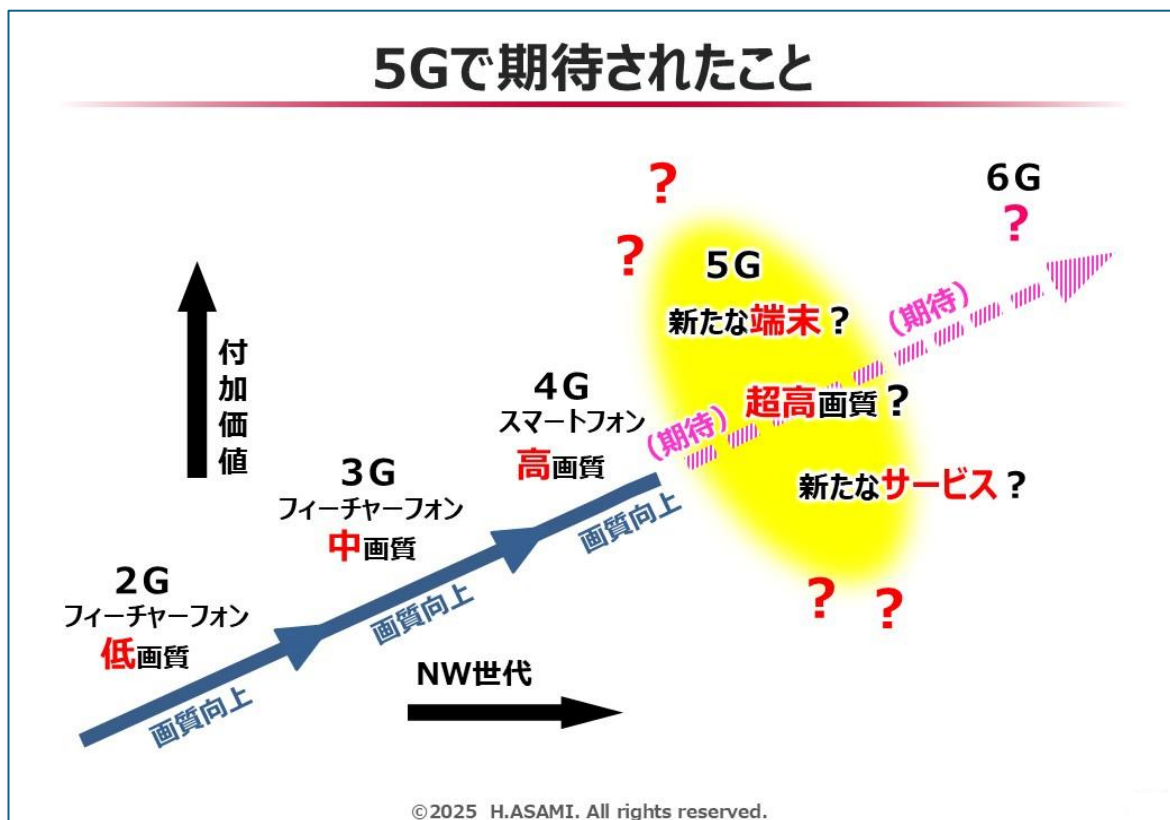 5Gで期待されたこと
付加価値
NW世代
2G
フィーチャーフォン
低画質
画質向上
3G
フィーチャーフォン
中画質
画質向上
4G
スマートフォン
高画質
画質向上
(期待)
?
?
5G
新たな端末?
超高画質?
新たなサービス?
?
?
(期待)
6G
?
©2025 H.ASAMI. All rights reserved.